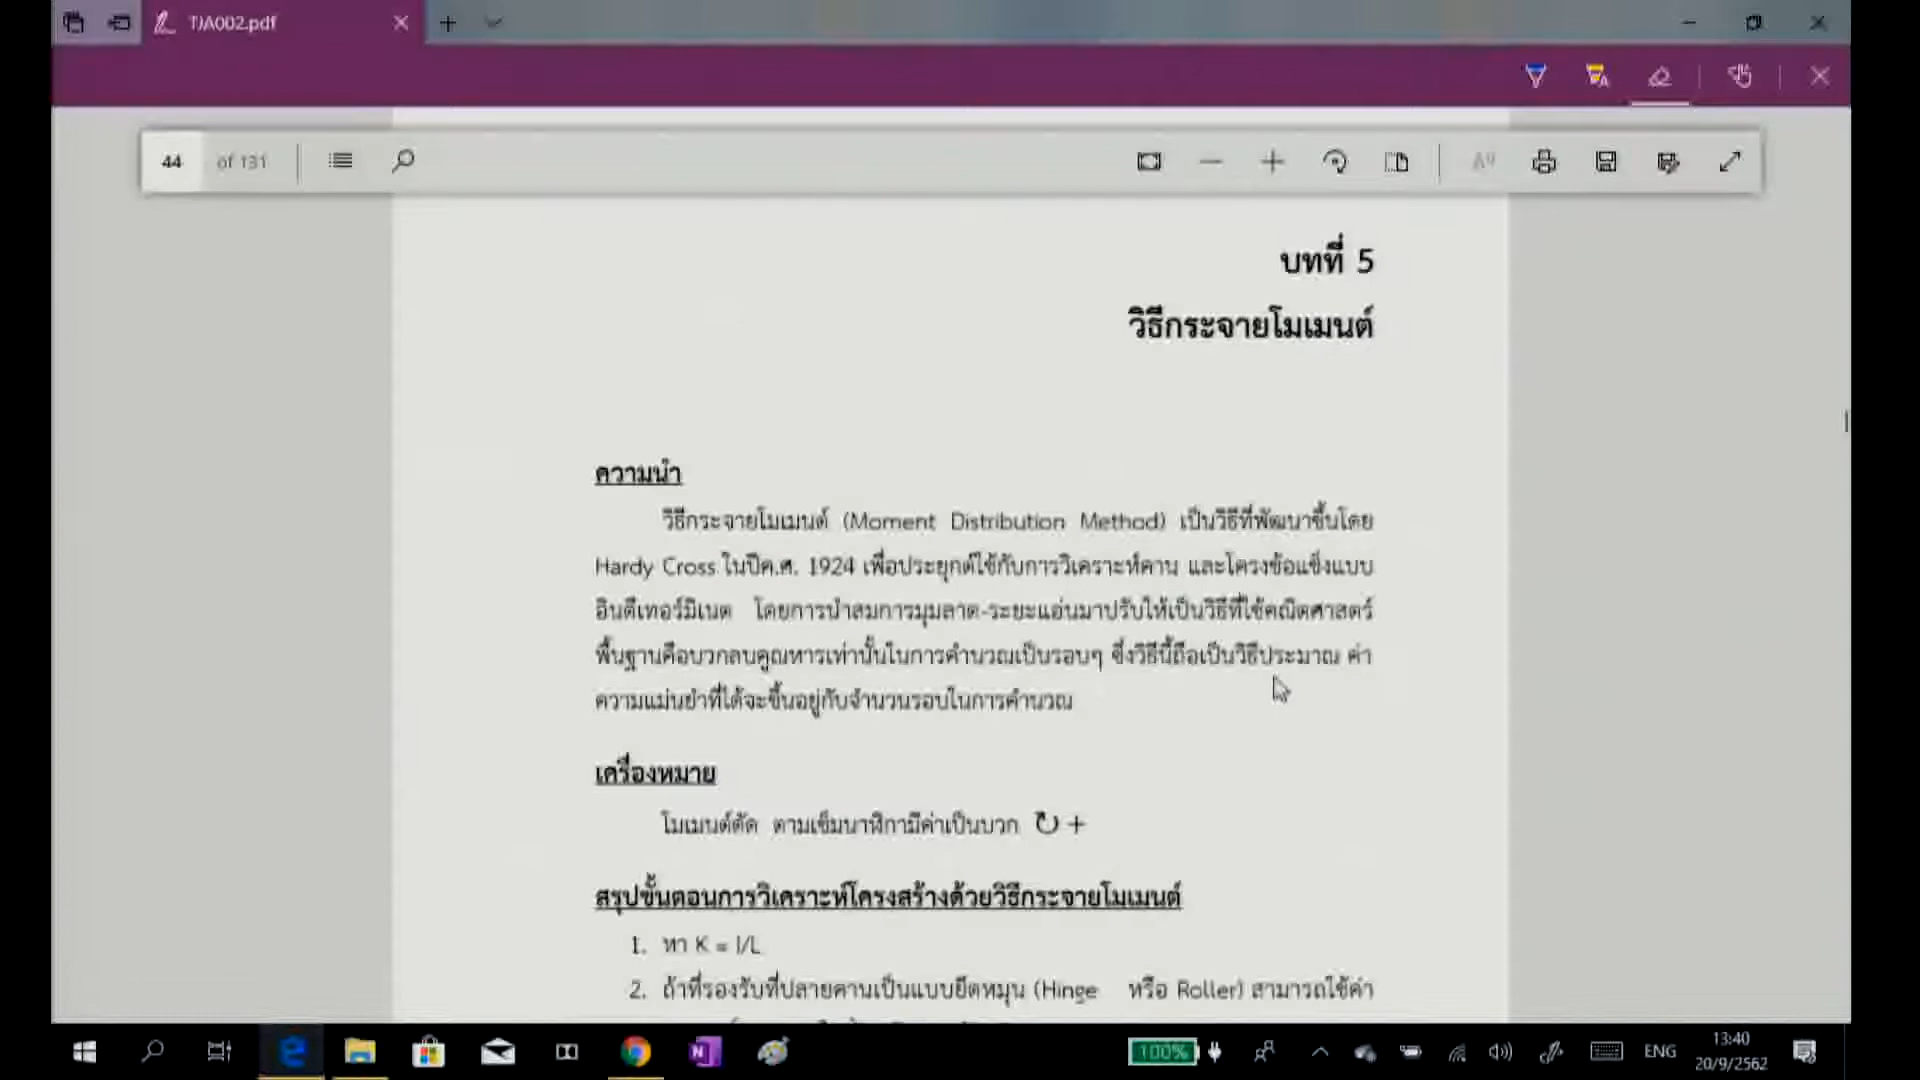 TJA002.pdf
44 of 131
บทที่ 5
วิธีกระจายโมเมนต์
ความนำ
วิธีกระจายโมเมนต์ (Moment Distribution Method) เป็นวิธีที่พัฒนาขึ้นโดย
Hardy Cross ในปีค.ศ. 1924 เพื่อประยุกต์ใช้กับการวิเคราะห์คาน และโครงข้อแข็งแบบ
อินดีเทอร์มิเนต โดยการนำสมการมุมลาด-ระยะแอ่นมาปรับให้เป็นวิธีที่ใช้คณิตศาสตร์
พื้นฐานคือบวกลบคูณหารเท่านั้นในการคำนวณเป็นรอบๆ ซึ่งวิธีนี้ถือเป็นวิธีประมาณ ค่า
ความแม่นยำที่ได้จะขึ้นอยู่กับจำนวนรอบในการคำนวณ
เครื่องหมาย
โมเมนต์ดัด ตามเข็มนาฬิกามีค่าเป็นบวก ↻ +
สรุปขั้นตอนการวิเคราะห์โครงสร้างด้วยวิธีกระจายโมเมนต์
1. หา K = I/L
2. ถ้าที่รองรับที่ปลายคานเป็นแบบยึดหมุน (Hinge หรือ Roller) สามารถใช้ค่า
100%
ENG
13:40
20/9/2562